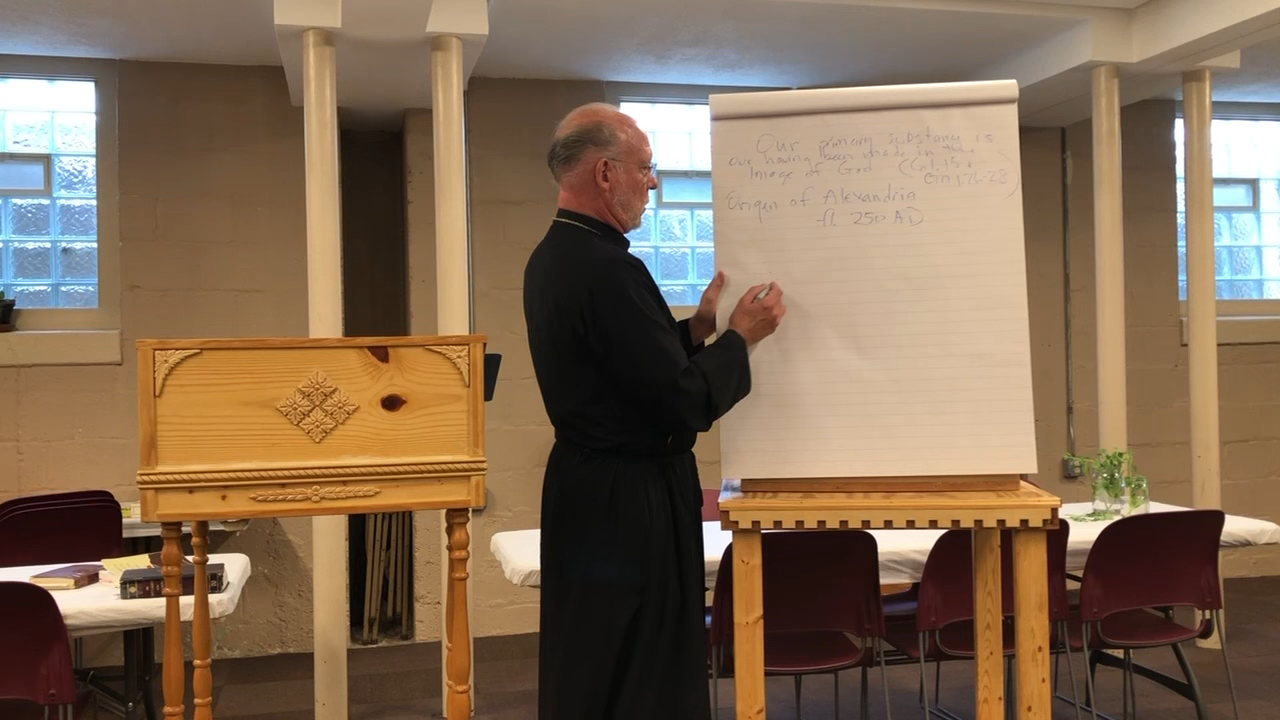 Our primary substance is
our having been made in the
Image of God (Col 1:15 +
Gen 1:26-28)
Origen of Alexandria
fl. 250 AD